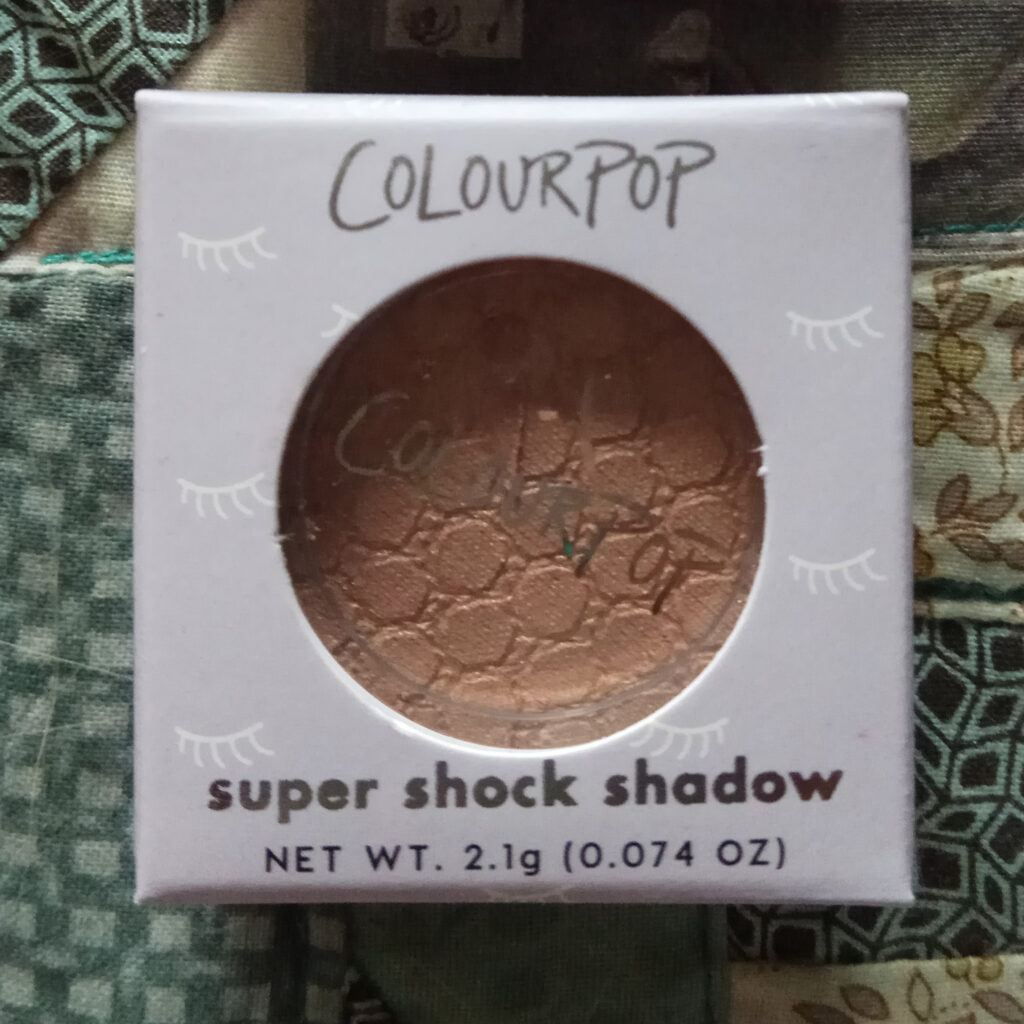 COLOURPOP
COLOURPOP
super shock shadow
NET WT. 2.1g (0.074 OZ)